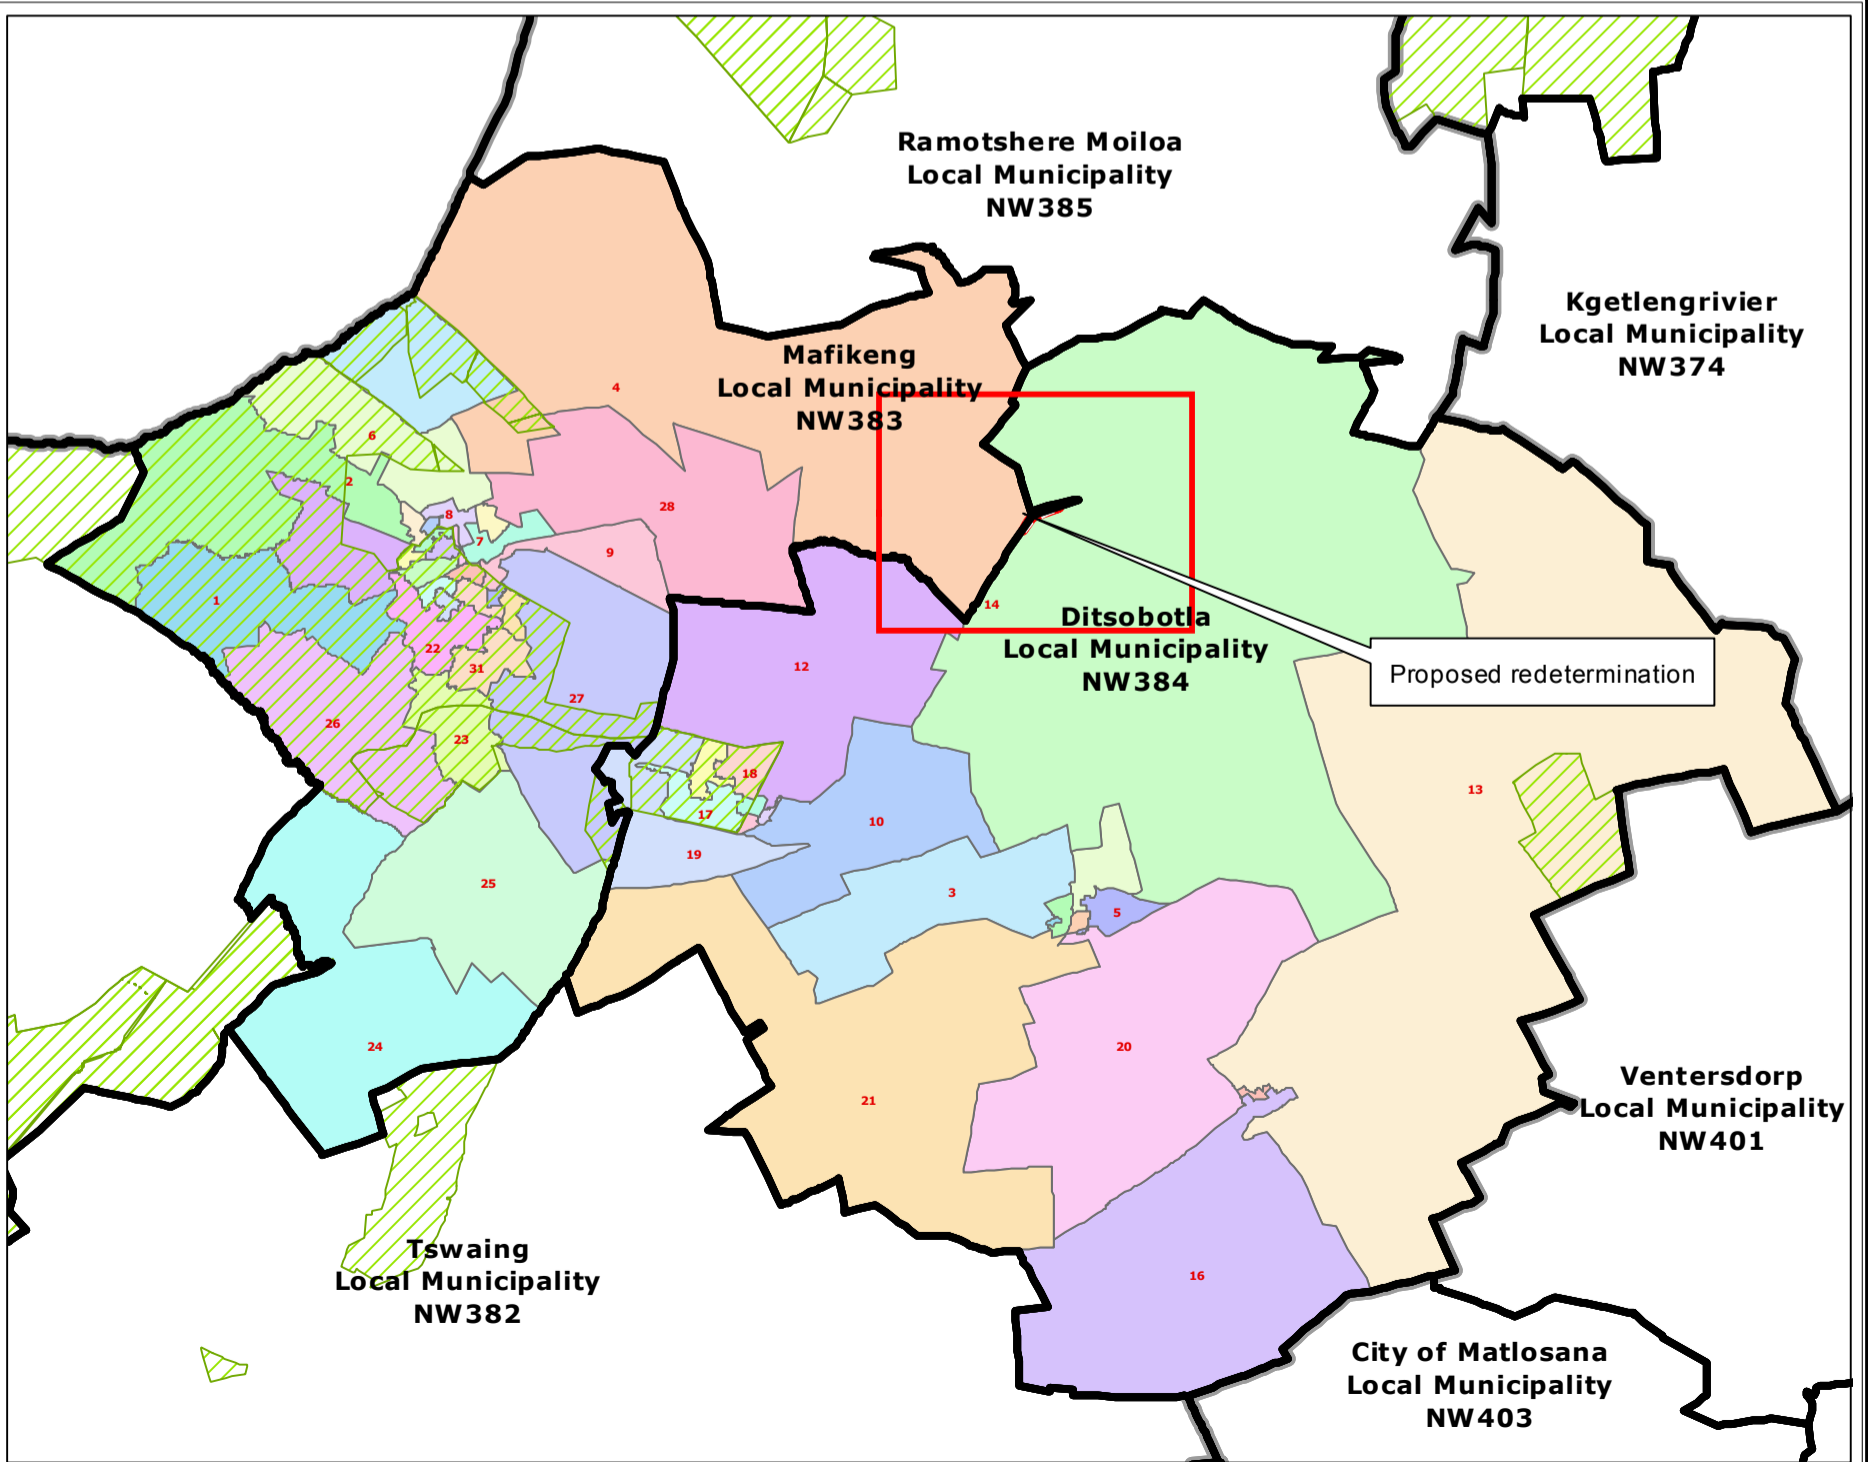 Ramotshere Moiloa
Local Municipality
NW385
Kgetlengrivier
Local Municipality
NW374
Mafikeng
Local Municipality
NW383
4
6
2
28
8
7
9
1
14
Ditsobotla
Local Municipality
NW384
Proposed redetermination
22
12
31
27
26
23
18
13
17
10
19
25
3
5
24
20
21
Ventersdorp
Local Municipality
NW401
Tswaing
Local Municipality
NW382
16
City of Matlosana
Local Municipality
NW403